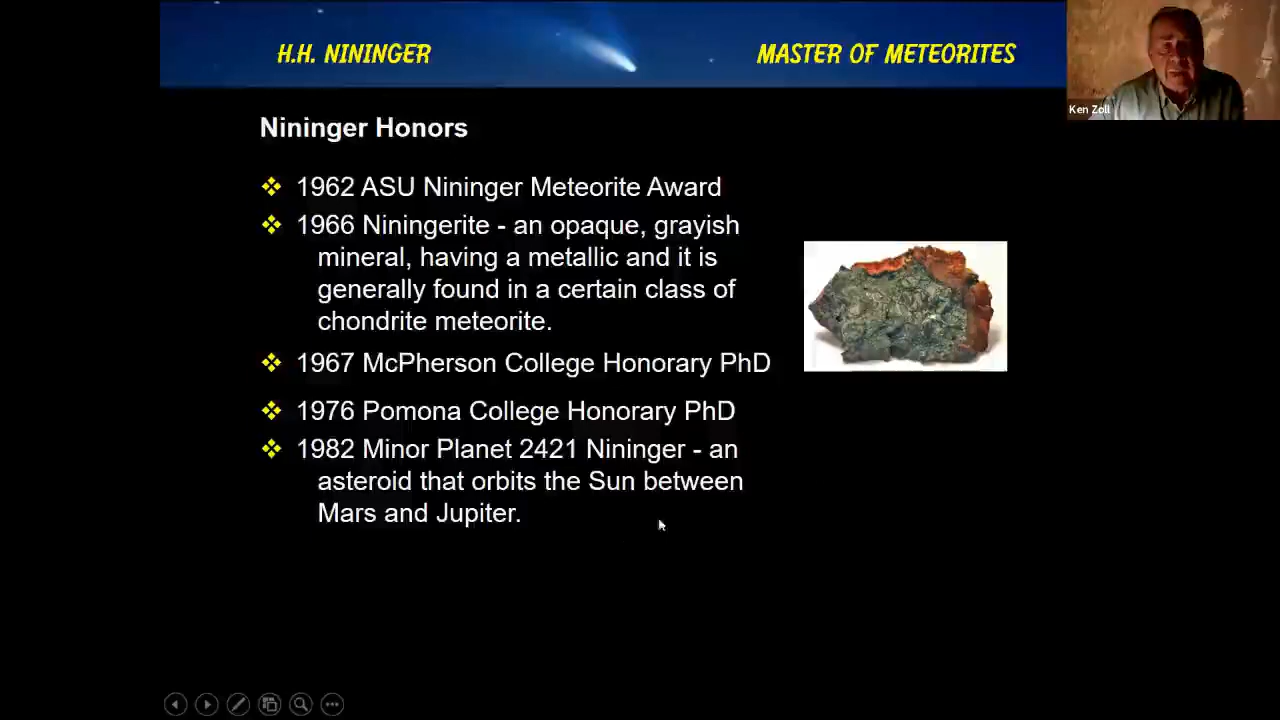 H.H. NININGER
MASTER OF METEORITES
Ken Zoll
Nininger Honors
1962 ASU Nininger Meteorite Award
1966 Niningerite - an opaque, grayish
mineral, having a metallic and it is
generally found in a certain class of
chondrite meteorite.
1967 McPherson College Honorary PhD
1976 Pomona College Honorary PhD
1982 Minor Planet 2421 Nininger - an
asteroid that orbits the Sun between
Mars and Jupiter.